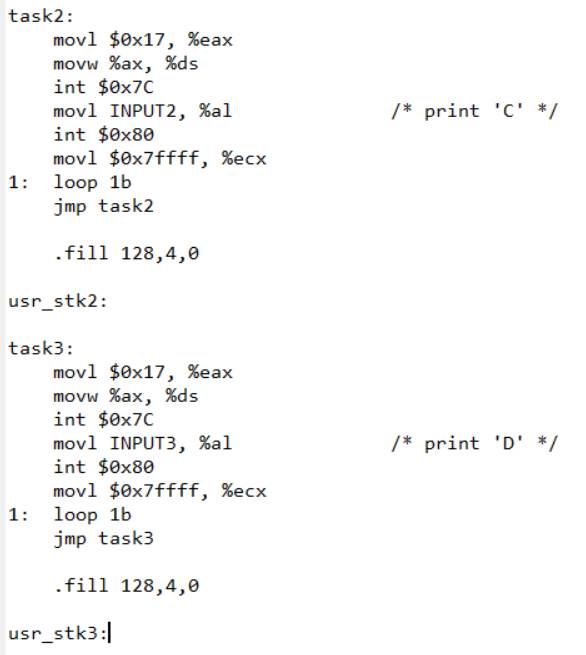 task2:
    movl $0x17, %eax
    movw %ax, %ds
    int $0x7C
    movl INPUT2, %al              /* print 'C' */
    int $0x80
    movl $0x7ffff, %ecx
1:  loop 1b
    jmp task2
    .fill 128,4,0
usr_stk2:
task3:
    movl $0x17, %eax
    movw %ax, %ds
    int $0x7C
    movl INPUT3, %al              /* print 'D' */
    int $0x80
    movl $0x7ffff, %ecx
1:  loop 1b
    jmp task3
    .fill 128,4,0
usr_stk3: